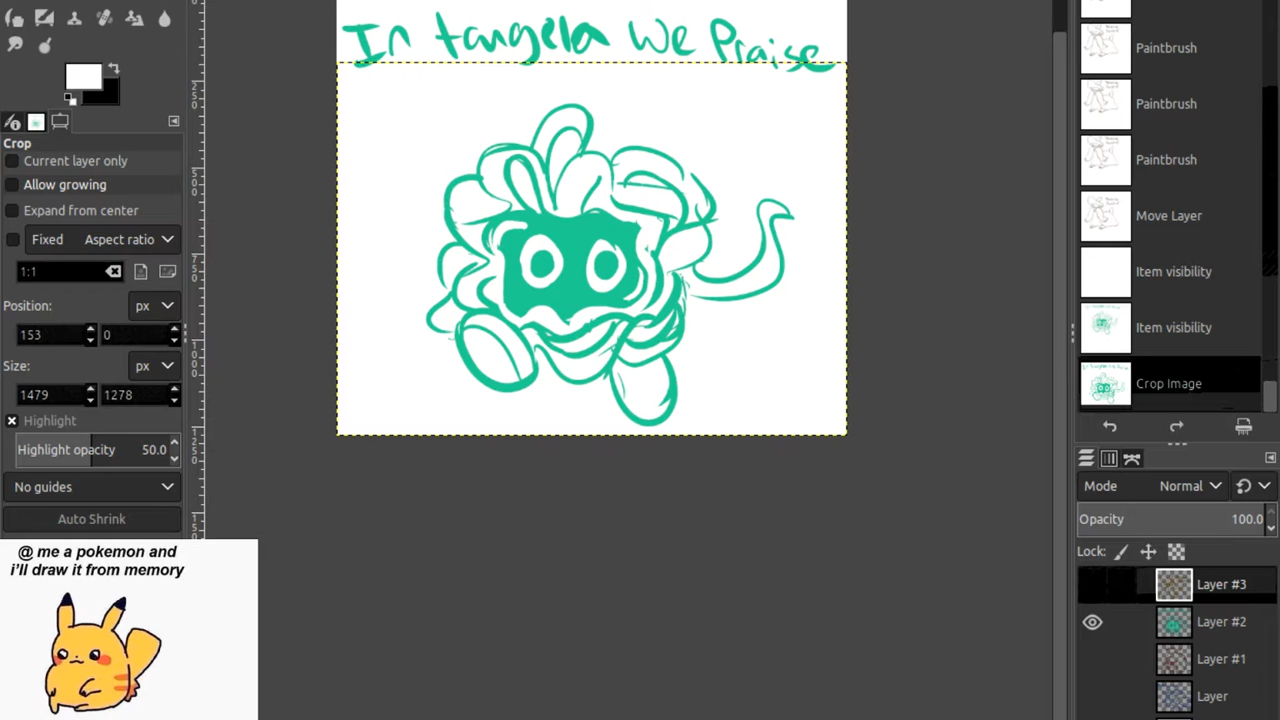 In tangela We Praise
Crop
Current layer only
Allow growing
Expand from center
Fixed Aspect ratio
1:1
Position: px
153 0
Size: px
1479 1278
Highlight
Highlight opacity 50.0
No guides
Auto Shrink
@ me a pokemon and
i'll draw it from memory
Paintbrush
Paintbrush
Paintbrush
Move Layer
Item visibility
Item visibility
Crop Image
Mode Normal
Opacity 100.0
Lock:
Layer #3
Layer #2
Layer #1
Layer